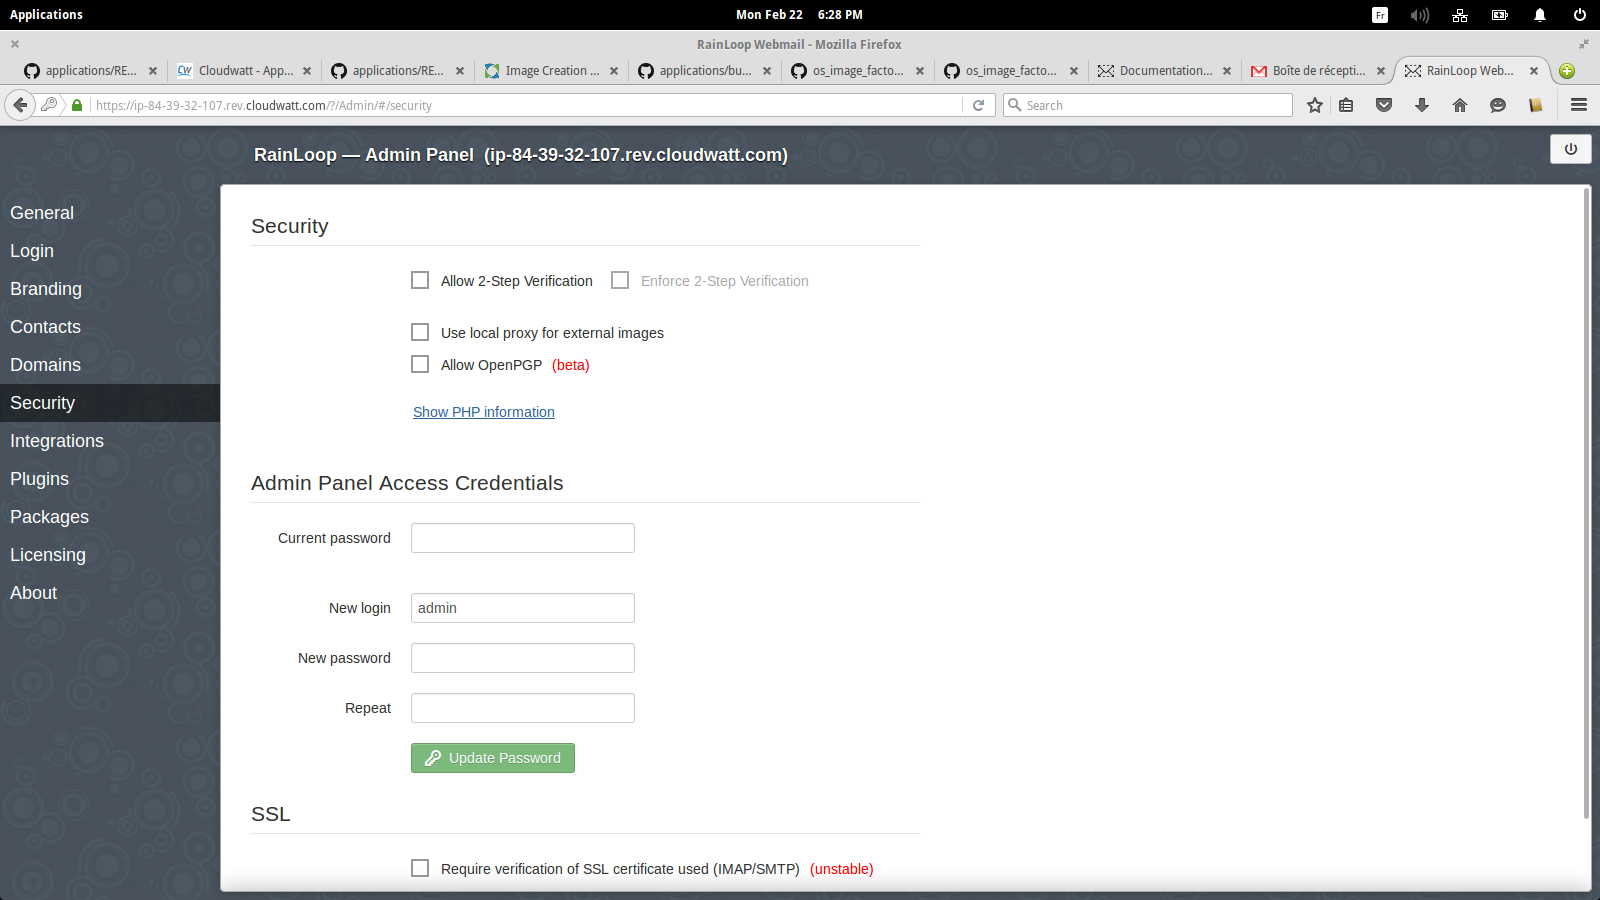 Applications
Mon Feb 22 6:28 PM
Fr
RainLoop Webmail - Mozilla Firefox
applications/RE...
CW
Cloudwatt - App...
applications/RE...
Image Creation ...
applications/bu...
os_image_facto...
os_image_facto...
Documentation...
Boîte de récepti...
RainLoop Web...
https://ip-84-39-32-107.rev.cloudwatt.com/?/Admin/#/security
Search
RainLoop — Admin Panel (ip-84-39-32-107.rev.cloudwatt.com)
General
Login
Branding
Contacts
Domains
Security
Integrations
Plugins
Packages
Licensing
About
Security
Allow 2-Step Verification
Enforce 2-Step Verification
Use local proxy for external images
Allow OpenPGP (beta)
Show PHP information
Admin Panel Access Credentials
Current password
New login
admin
New password
Repeat
Update Password
SSL
Require verification of SSL certificate used (IMAP/SMTP) (unstable)